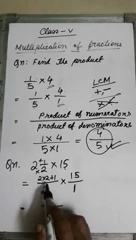 Class-V
Multiplication of fractions
Qn: Find the product
1/5 × 4
LCM
= 1/5 × 4/1
= Product of numerators
product of denominators
= 1×4 / 5×1
4/5
Qn. 2 +1/×2 × 15
= 2×2+1 / × 15/1